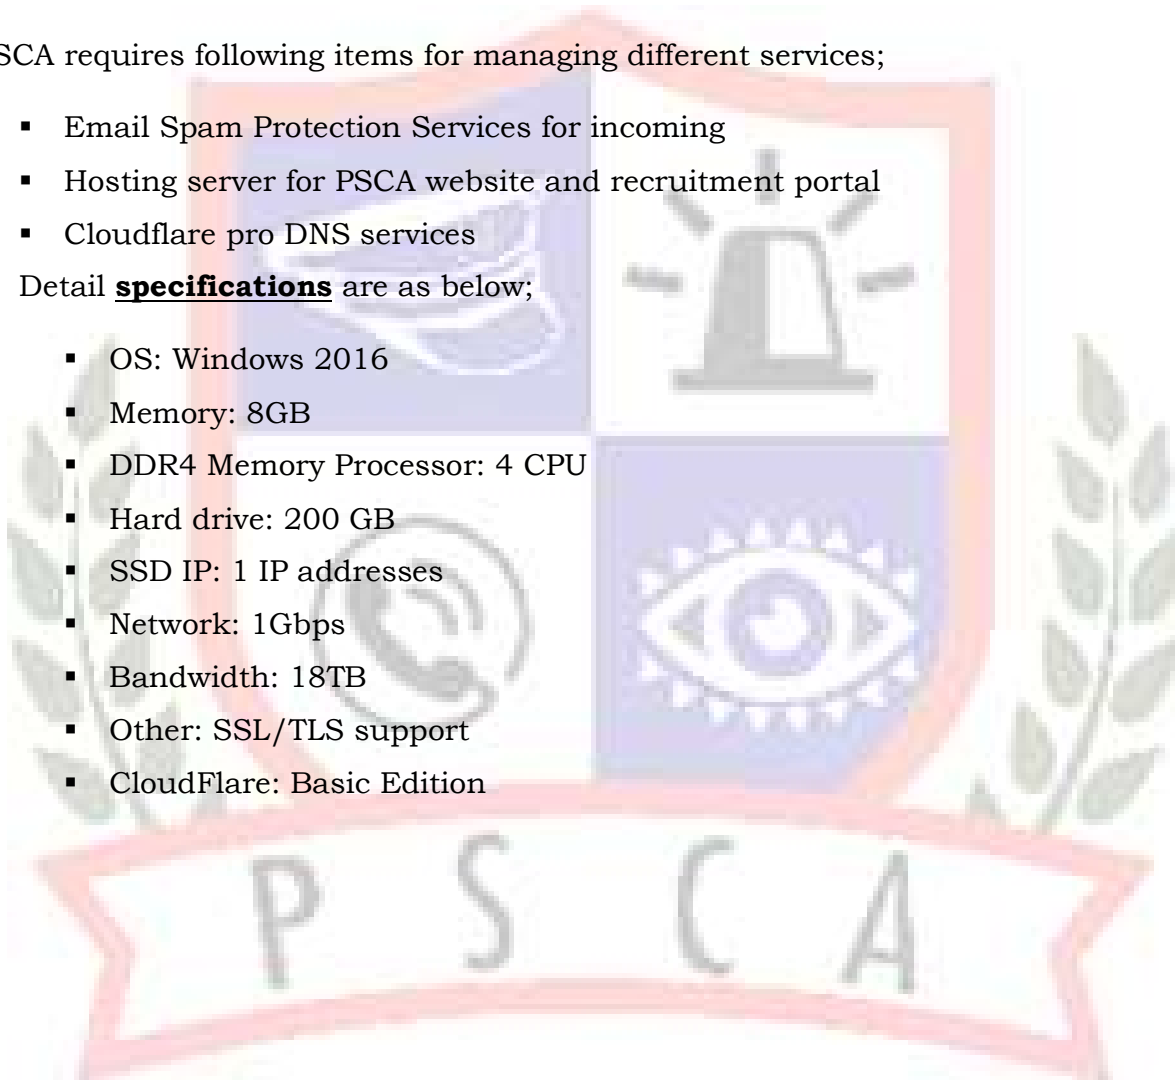 SCA requires following items for managing different services;
▪ Email Spam Protection Services for incoming
▪ Hosting server for PSCA website and recruitment portal
▪ Cloudflare pro DNS services
Detail specifications are as below;
▪ OS: Windows 2016
▪ Memory: 8GB
▪ DDR4 Memory Processor: 4 CPU
▪ Hard drive: 200 GB
▪ SSD IP: 1 IP addresses
▪ Network: 1Gbps
▪ Bandwidth: 18TB
▪ Other: SSL/TLS support
▪ CloudFlare: Basic Edition
P S C A